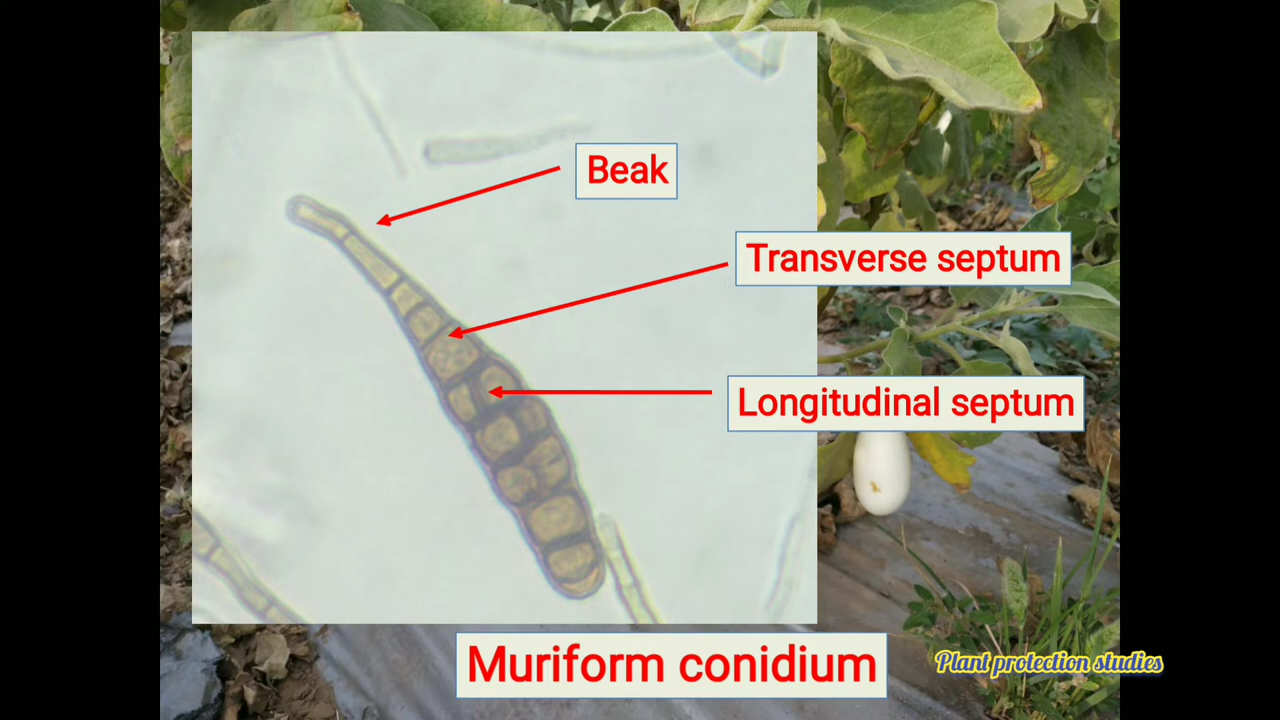 Beak
Transverse septum
Longitudinal septum
Muriform conidium
Plant protection studies